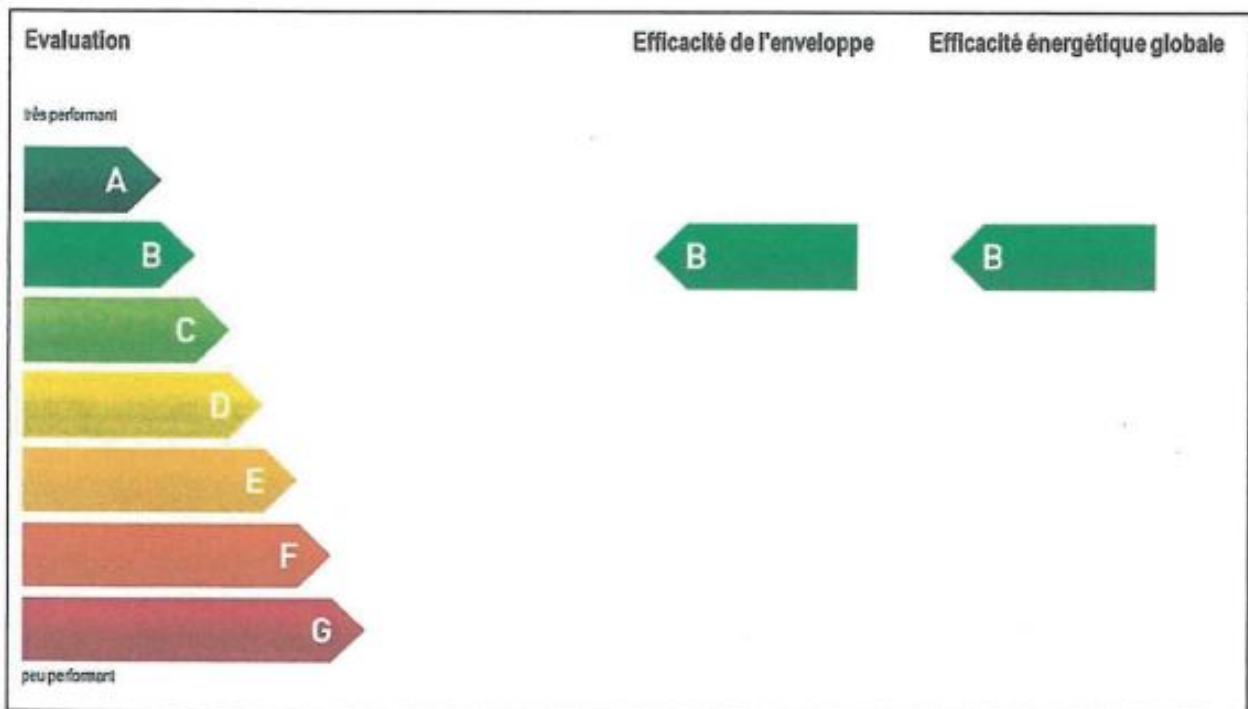 Evaluation Efficacité de l'enveloppe Efficacité énergétique globale
très performant
A
B B B
C
D
E
F
G
peu performant